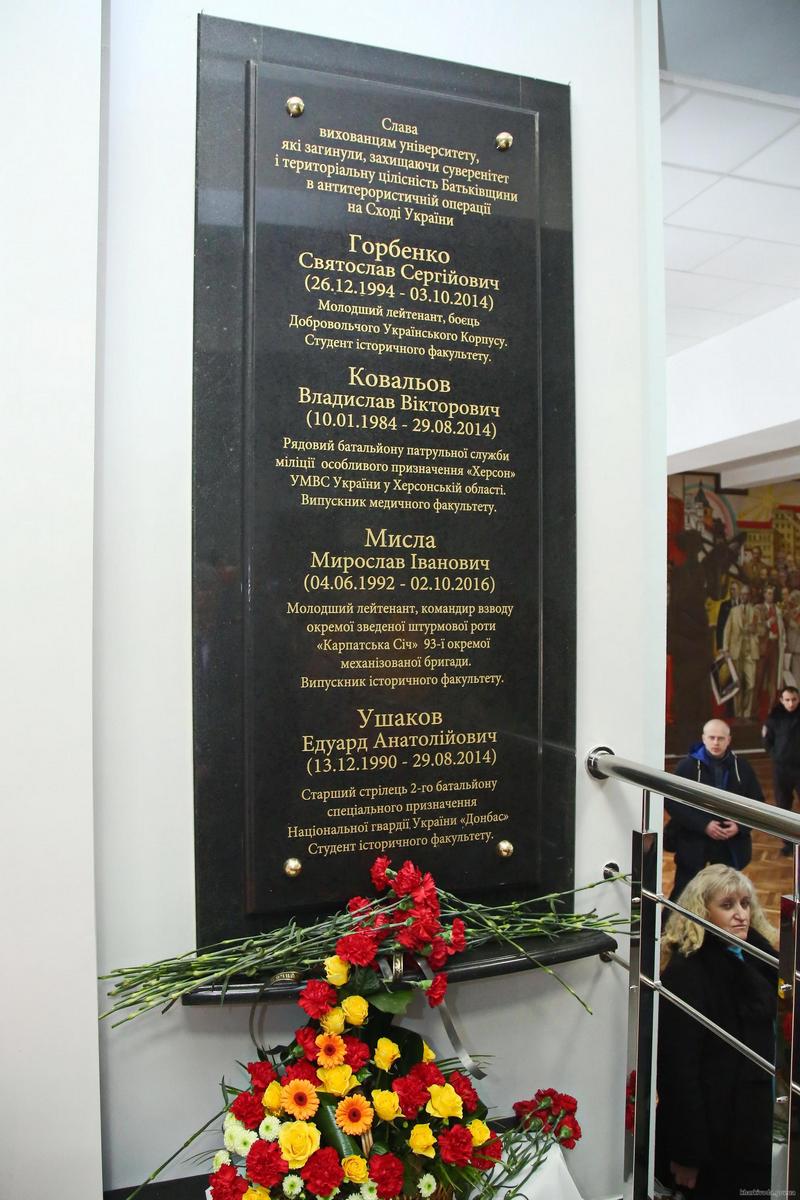 Слава
вихованцям університету,
які загинули, захищаючи суверенітет
і територіальну цілісність Батьківщини
в антитерористичній операції
на Сході України
Горбенко
Святослав Сергійович
(26.12.1994 - 03.10.2014)
Молодший лейтенант, боєць
Добровольчого Українського Корпусу.
Студент історичного факультету.
Ковальов
Владислав Вікторович
(10.01.1984 - 29.08.2014)
Рядовий батальйону патрульної служби
міліції особливого призначення «Херсон»
УМВС України у Херсонській області.
Випускник медичного факультету.
Мисла
Мирослав Іванович
(04.06.1992 - 02.10.2016)
Молодший лейтенант, командир взводу
окремої зведеної штурмової роти
«Карпатська Січ» 93-ї окремої
механізованої бригади.
Випускник історичного факультету.
Ушаков
Едуард Анатолійович
(13.12.1990 - 29.08.2014)
Старший стрілець 2-го батальйону
спеціального призначення
Національної гвардії України «Донбас»
Студент історичного факультету.